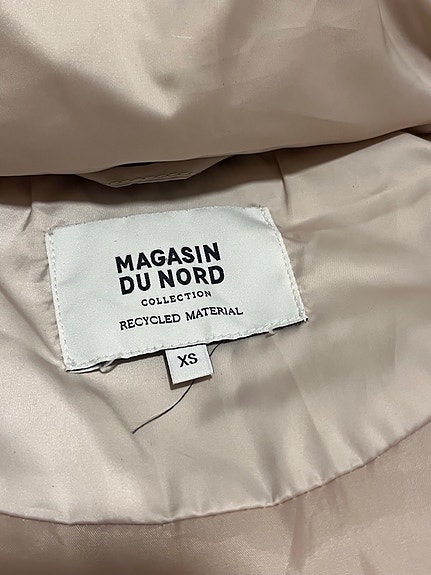 MAGASIN
DU NORD
COLLECTION
RECYCLED MATERIAL
XS